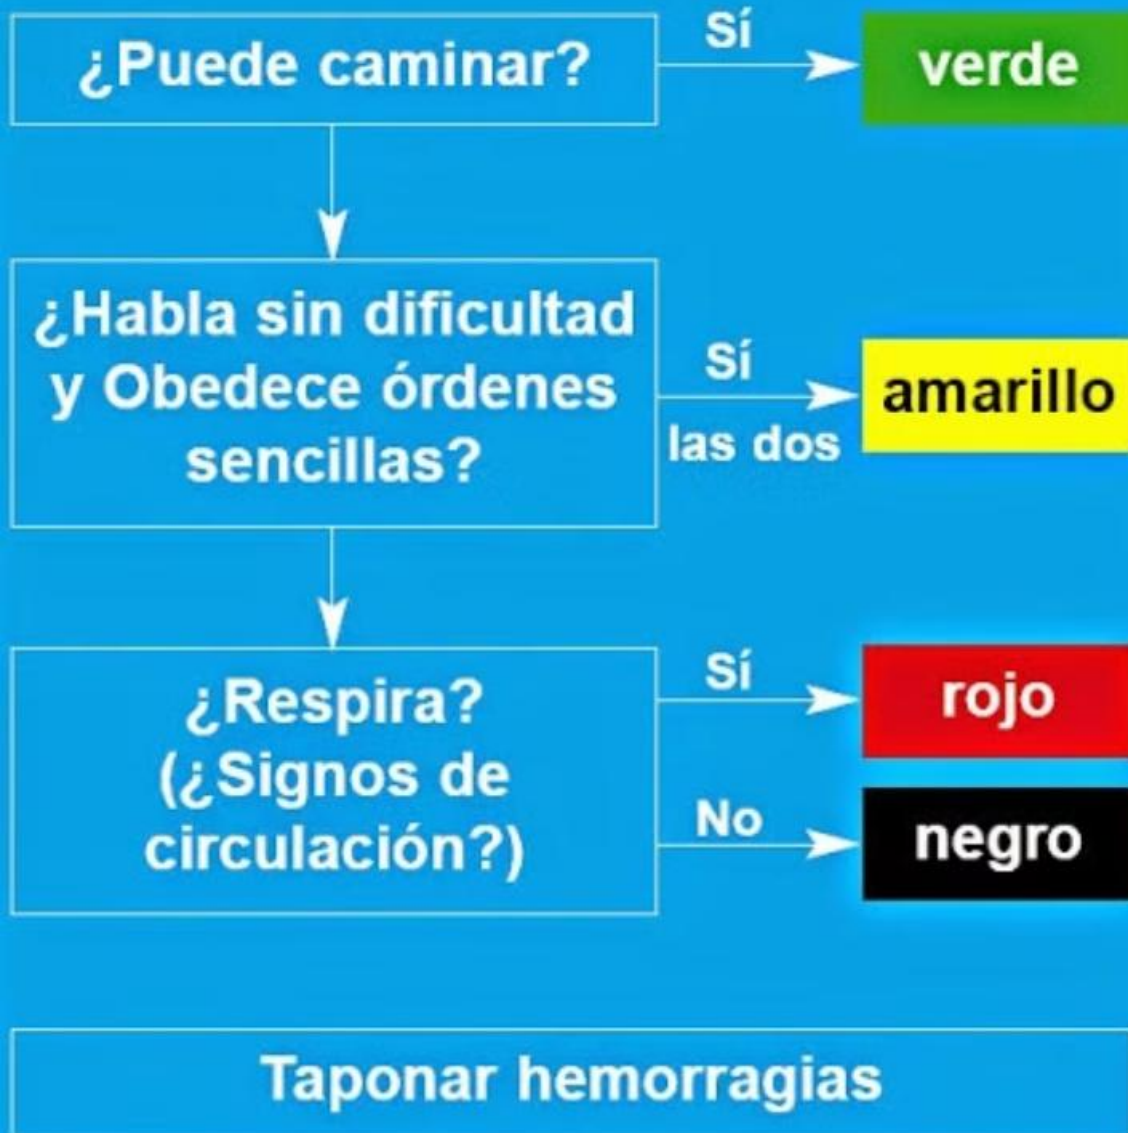 ¿Puede caminar?
Sí
verde
¿Habla sin dificultad
y Obedece órdenes
sencillas?
Sí
las dos
amarillo
¿Respira?
(¿Signos de
circulación?)
Sí
rojo
No
negro
Taponar hemorragias